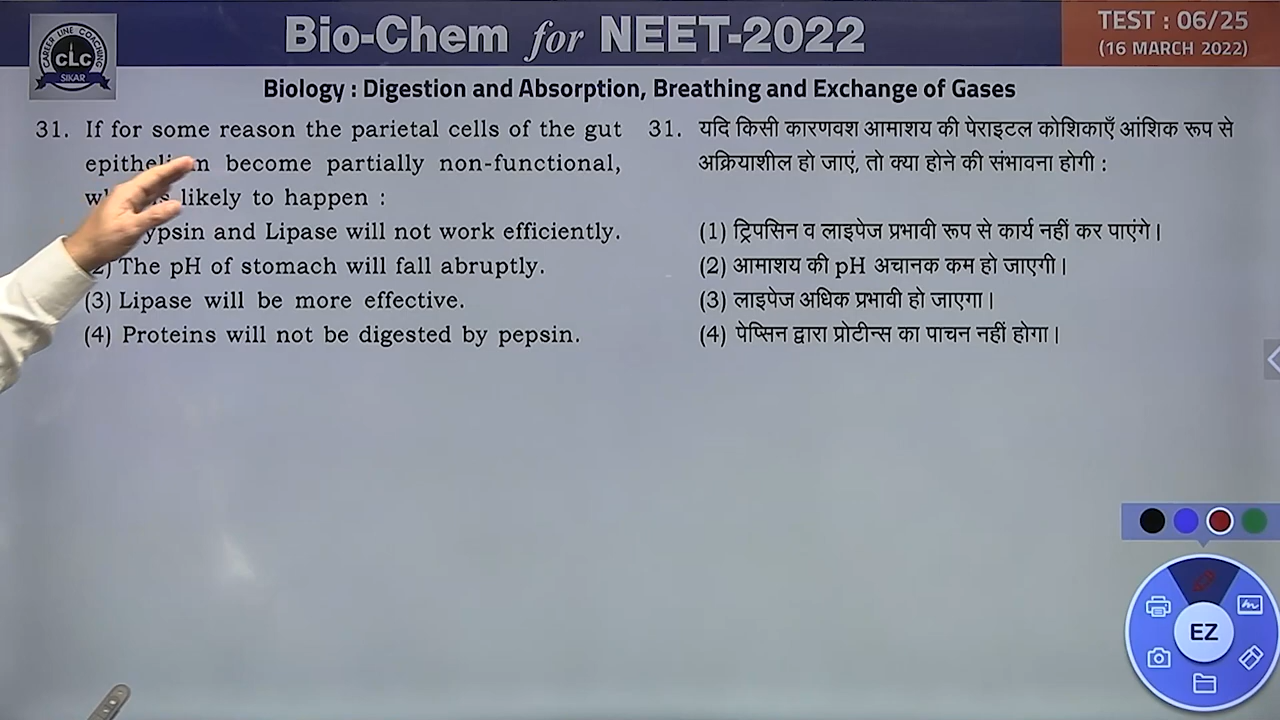 CAREER LINE COACHING
CLC
SIKAR
Bio-Chem for NEET-2022
TEST : 06/25
(16 MARCH 2022)
Biology : Digestion and Absorption, Breathing and Exchange of Gases
31. If for some reason the parietal cells of the gut
become partially non-functional,
likely to happen :
and Lipase will not work efficiently.
The pH of stomach will fall abruptly.
(3) Lipase will be more effective.
(4) Proteins will not be digested by pepsin.
31. यदि किसी कारणवश आमाशय की पेराइटल कोशिकाएँ आंशिक रूप से
अक्रियाशील हो जाएं, तो क्या होने की संभावना होगी :
(1) ट्रिपसिन व लाइपेज प्रभावी रूप से कार्य नहीं कर पाएंगे।
(2) आमाशय की pH अचानक कम हो जाएगी।
(3) लाइपेज अधिक प्रभावी हो जाएगा।
(4) पेप्सिन द्वारा प्रोटीन्स का पाचन नहीं होगा।
EZ